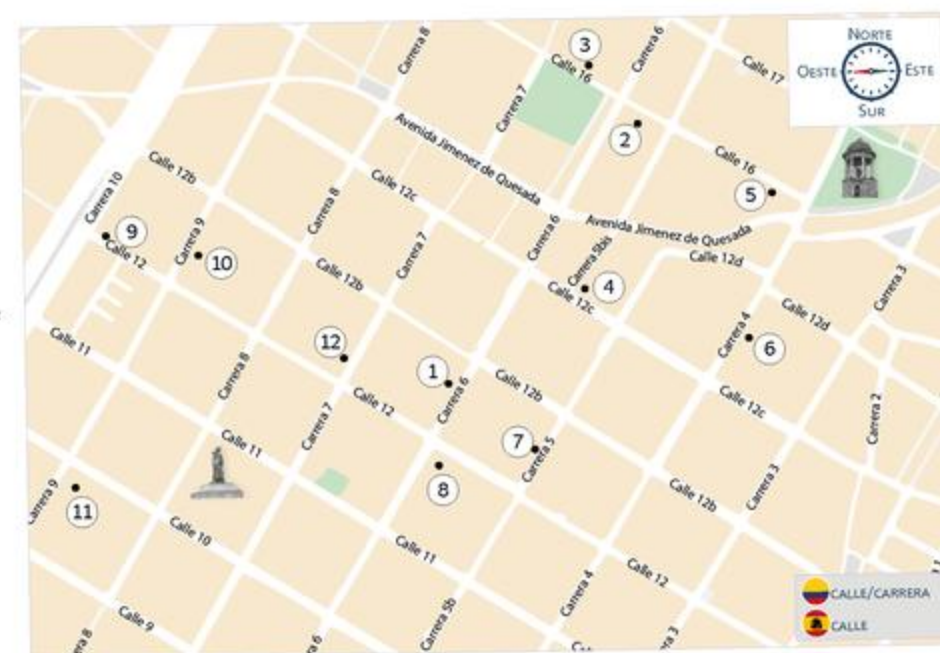 NORTE
OESTE
ESTE
SUR
Carrera 8
3
Carrera 6
Calle 16
Calle 17
Carrera 7
2
Avenida Jimenez de Quesada
Calle 16
5
Calle 12b
Calle 12c
Carrera 10
Carrera 8
Carrera 6
Avenida Jimenez de Quesada
9
Carrera 9
Calle 12
10
Carrera 7
Calle 12b
Carrera 5bis
Calle 12d
Calle 12c
4
Carrera 3
Calle 12d
Calle 11
12
Carrera 4
6
Carrera 8
1
Carrera 6
Calle 12b
Calle 12
Calle 12c
Carrera 2
Carrera 7
Calle 11
7
Carrera 5
8
Carrera 3
Calle 12b
Carrera 9
11
Calle 10
Calle 11
Calle 12
Carrera 4
Calle 9
Carrera 5b
CALLE/CARRERA
CALLE